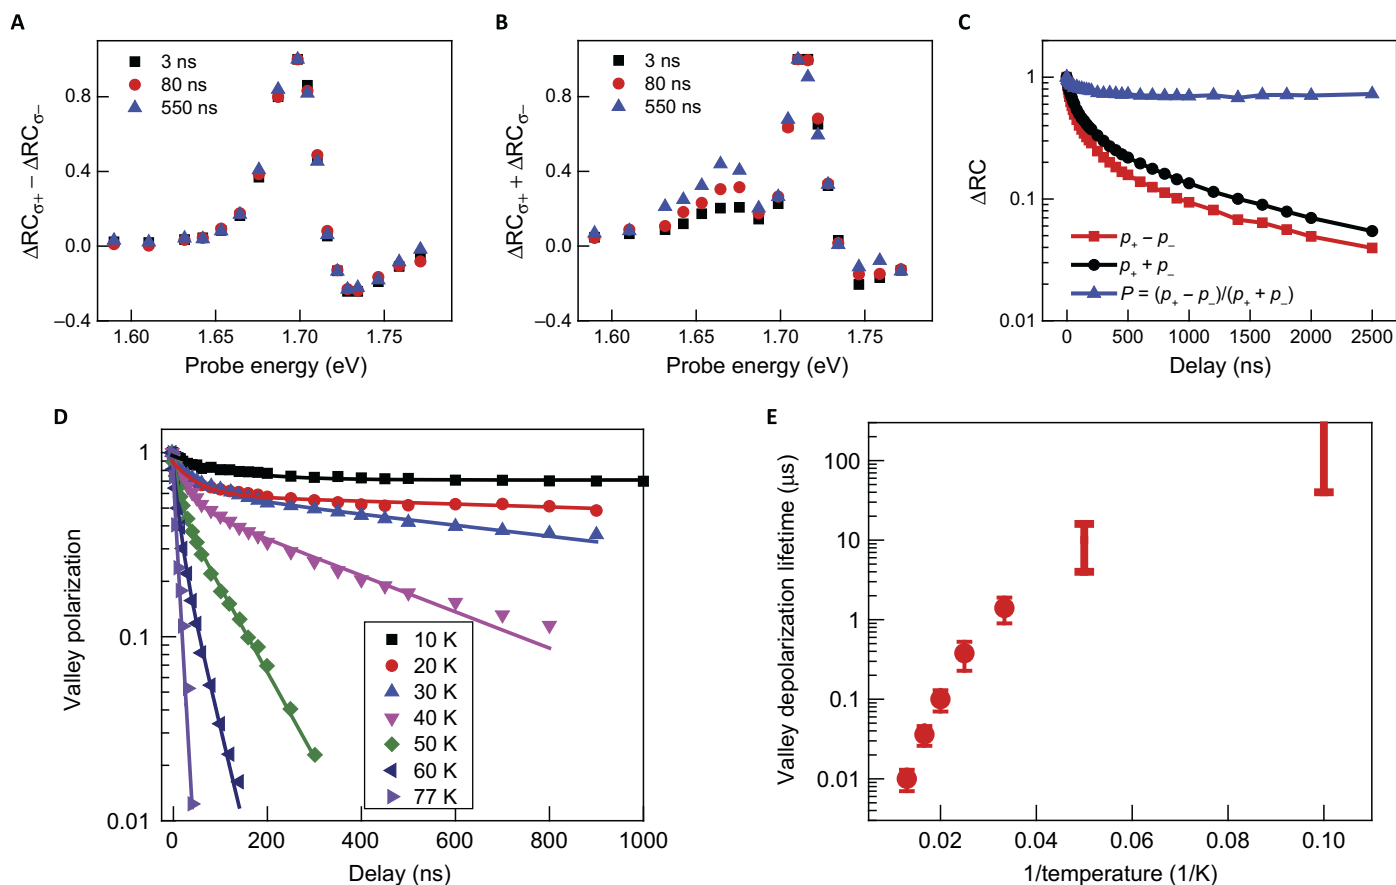 A
ΔRCσ+ − ΔRCσ−
0.8
0.4
0.0
−0.4
3 ns
80 ns
550 ns
1.60 1.65 1.70 1.75
Probe energy (eV)
B
ΔRCσ+ + ΔRCσ−
0.8
0.4
0.0
−0.4
3 ns
80 ns
550 ns
1.60 1.65 1.70 1.75
Probe energy (eV)
C
ΔRC
1
0.1
0.01
p+ − p−
p+ + p−
P = (p+ − p−)/(p+ + p−)
0 500 1000 1500 2000 2500
Delay (ns)
D
Valley polarization
1
0.1
0.01
10 K
20 K
30 K
40 K
50 K
60 K
77 K
0 200 400 600 800 1000
Delay (ns)
E
Valley depolarization lifetime (μs)
100
10
1
0.1
0.01
0.02 0.04 0.06 0.08 0.10
1/temperature (1/K)